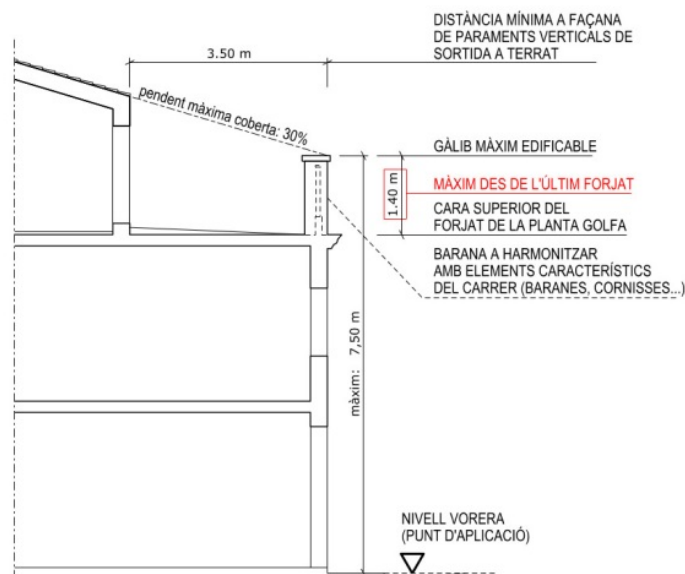 DISTÀNCIA MÍNIMA A FAÇANA
DE PARAMENTS VERTICALS DE
SORTIDA A TERRAT
3.50 m
pendent màxima coberta: 30%
GÀLIB MÀXIM EDIFICABLE
1.40 m
MÀXIM DES DE L'ÚLTIM FORJAT
CARA SUPERIOR DEL
FORJAT DE LA PLANTA GOLFA
BARANA A HARMONITZAR
AMB ELEMENTS CARACTERÍSTICS
DEL CARRER (BARANES, CORNISSES...)
màxim: 7,50 m
NIVELL VORERA
(PUNT D'APLICACIÓ)